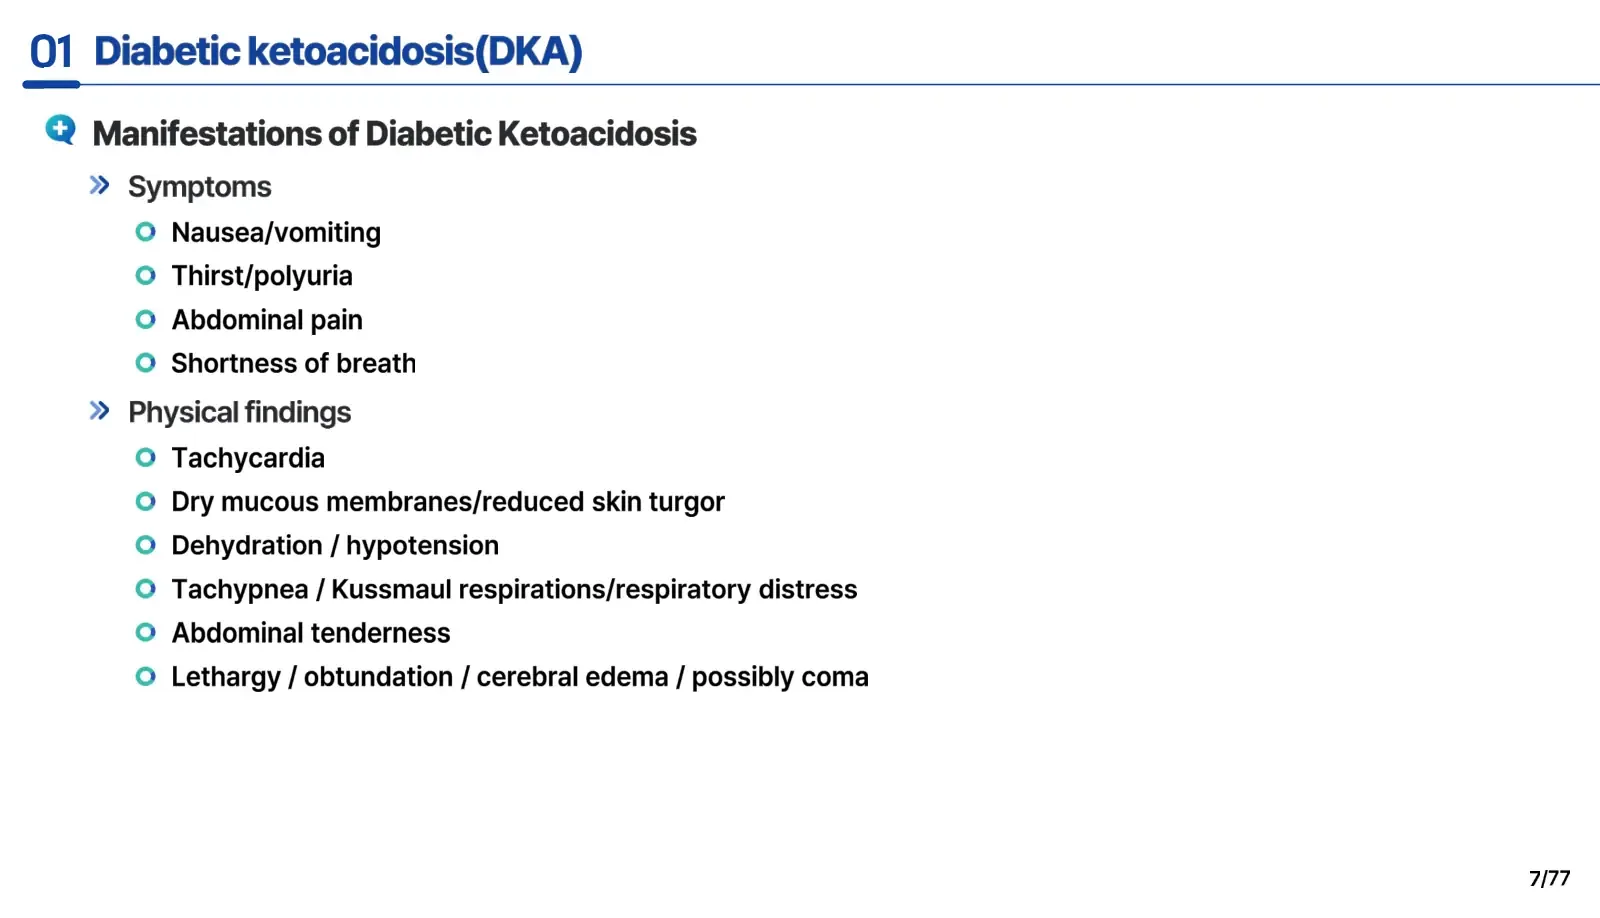 01 Diabetic ketoacidosis(DKA)
Manifestations of Diabetic Ketoacidosis
Symptoms
Nausea/vomiting
Thirst/polyuria
Abdominal pain
Shortness of breath
Physical findings
Tachycardia
Dry mucous membranes/reduced skin turgor
Dehydration / hypotension
Tachypnea / Kussmaul respirations/respiratory distress
Abdominal tenderness
Lethargy / obtundation / cerebral edema / possibly coma
7/77